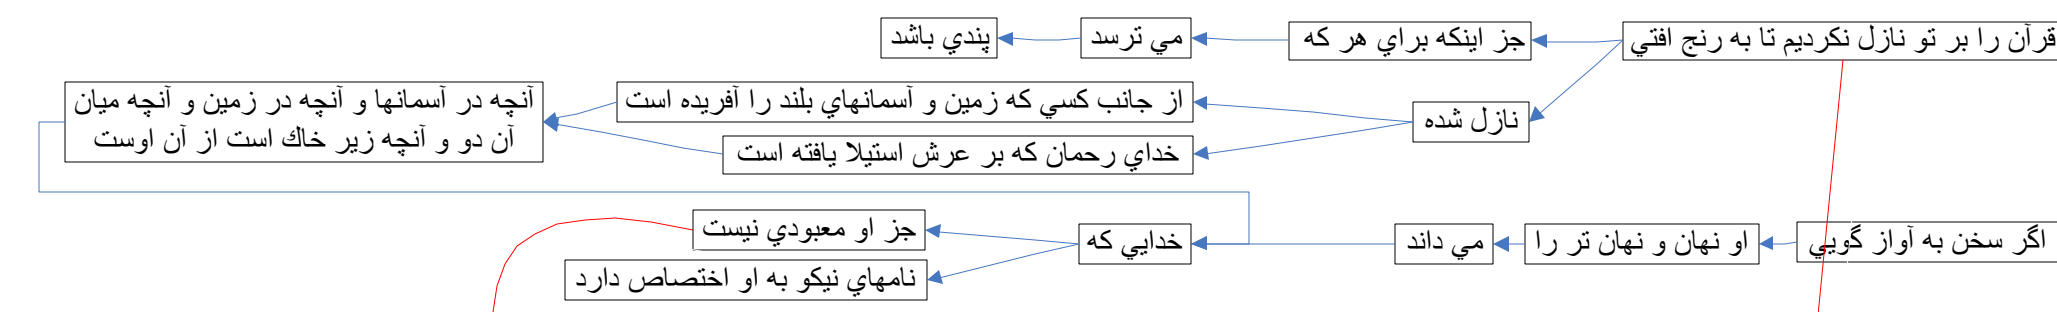 قرآن را بر تو نازل نكرديم تا به رنج افتي
جز اينكه براي هر كه
مي ترسد
پندي باشد
نازل شده
از جانب كسي كه زمين و آسمانهاي بلند را آفريده است
خداي رحمان كه بر عرش استيلا يافته است
آنچه در آسمانها و آنچه در زمين و آنچه ميان
آن دو و آنچه زير خاك است از آن اوست
اگر سخن به آواز گويي
او نهان و نهان تر را
مي داند
خدايي كه
جز او معبودي نيست
نامهاي نيكو به او اختصاص دارد